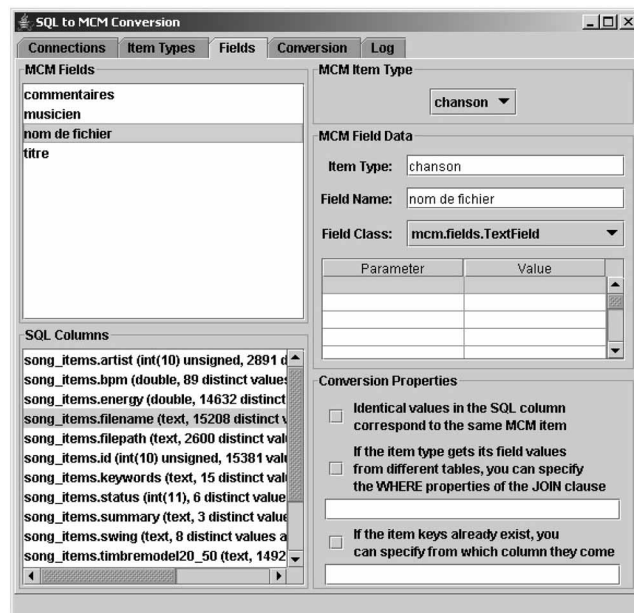 SQL to MCM Conversion
Connections Item Types Fields Conversion Log
MCM Fields
commentaires
musicien
nom de fichier
titre
SQL Columns
song_items.artist (int(10) unsigned, 2891 d
song_items.bpm (double, 89 distinct values
song_items.energy (double, 14632 distinct
song_items.filename (text, 15208 distinct v
song_items.filepath (text, 2600 distinct val
song_items.id (int(10) unsigned, 15381 valu
song_items.keywords (text, 15 distinct valu
song_items.status (int(11), 6 distinct value
song_items.summary (text, 3 distinct value
song_items.swing (text, 8 distinct values a
song_items.timbremodel20_50 (text, 1492
MCM Item Type
chanson
MCM Field Data
Item Type: chanson
Field Name: nom de fichier
Field Class: mcm.fields.TextField
Parameter Value
Conversion Properties
Identical values in the SQL column
correspond to the same MCM item
If the item type gets its field values
from different tables, you can specify
the WHERE properties of the JOIN clause
If the item keys already exist, you
can specify from which column they come